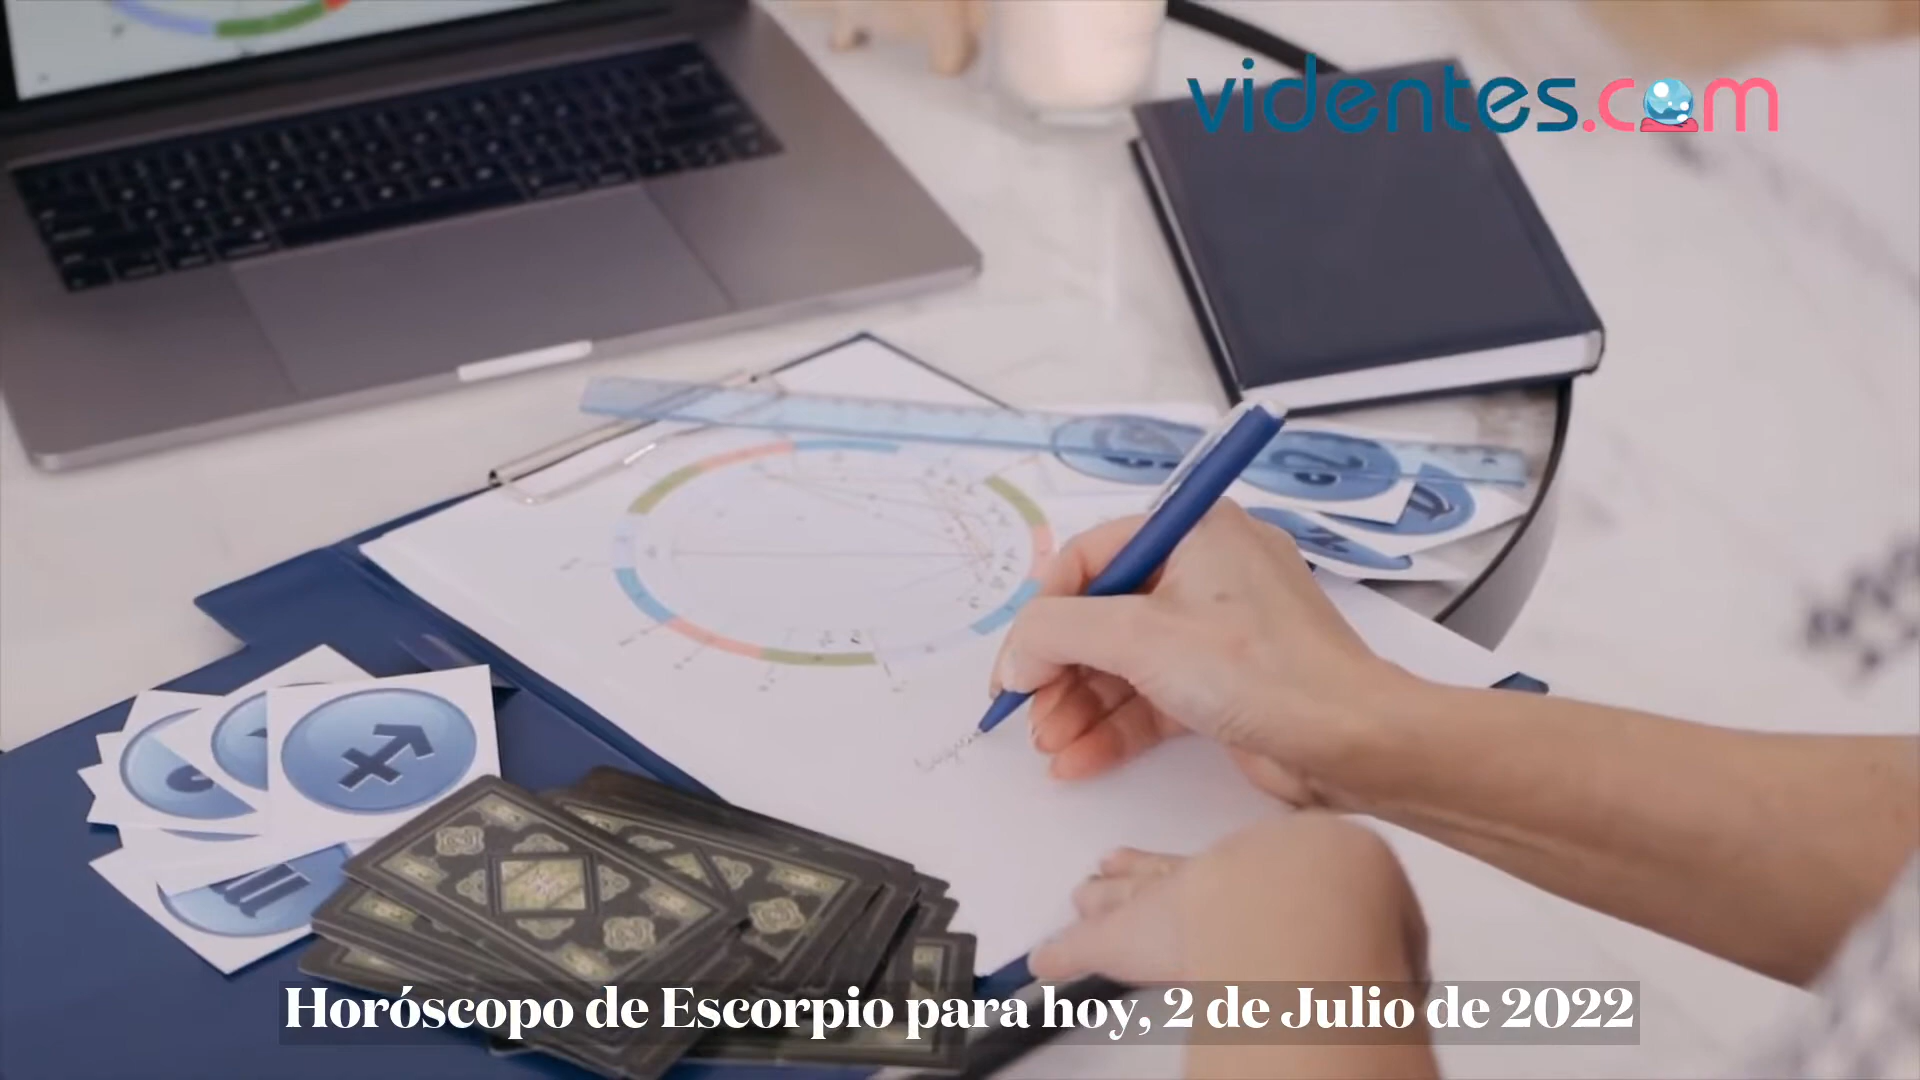 videntes.com
Horóscopo de Escorpio para hoy, 2 de Julio de 2022